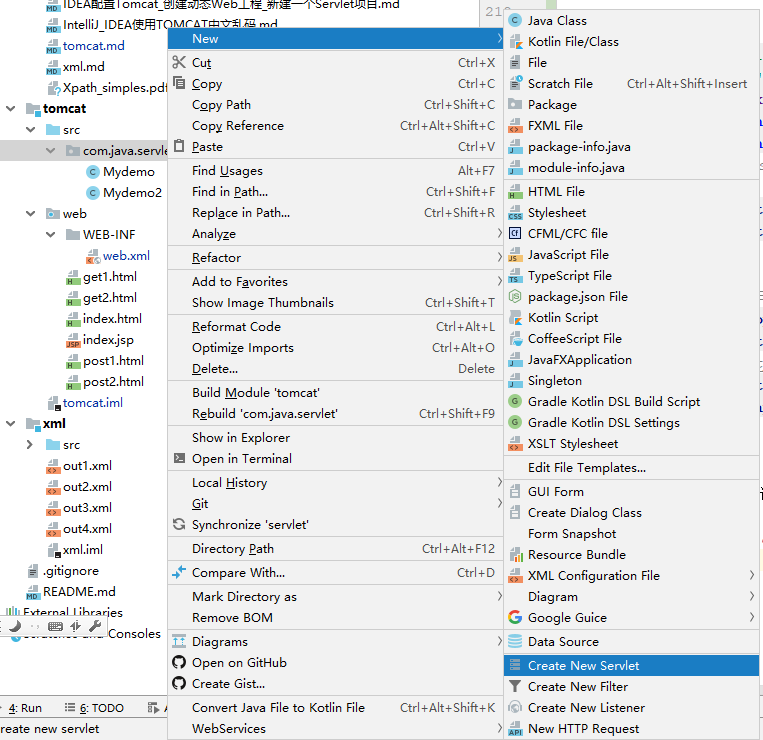 IDEA配置Tomcat_创建动态Web工程_新建一个Servlet项目.md
IntelliJ_IDEA使用TOMCAT中文乱码.md
tomcat.md
xml.md
Xpath_simples.pdf
tomcat
src
com.java.servle
Mydemo
Mydemo2
web
WEB-INF
web.xml
get1.html
get2.html
index.html
index.jsp
post1.html
post2.html
tomcat.iml
xml
src
out1.xml
out2.xml
out3.xml
out4.xml
xml.iml
.gitignore
README.md
External Libraries
Scratches and Consoles
4: Run
6: TODO
reate new servlet
New
Cut Ctrl+X
Copy Ctrl+C
Copy Path Ctrl+Shift+C
Copy Reference Ctrl+Alt+Shift+C
Paste Ctrl+V
Find Usages Alt+F7
Find in Path... Ctrl+Shift+F
Replace in Path... Ctrl+Shift+R
Analyze
Refactor
Add to Favorites
Show Image Thumbnails Ctrl+Shift+T
Reformat Code Ctrl+Alt+L
Optimize Imports Ctrl+Alt+O
Delete... Delete
Build Module 'tomcat'
Rebuild 'com.java.servlet' Ctrl+Shift+F9
Show in Explorer
Open in Terminal
Local History
Git
Synchronize 'servlet'
Directory Path Ctrl+Alt+F12
Compare With... Ctrl+D
Mark Directory as
Remove BOM
Diagrams
Open on GitHub
Create Gist...
Convert Java File to Kotlin File Ctrl+Alt+Shift+K
WebServices
Java Class
Kotlin File/Class
File
Scratch File Ctrl+Alt+Shift+Insert
Package
FXML File
package-info.java
module-info.java
HTML File
Stylesheet
CFML/CFC file
JavaScript File
TypeScript File
package.json File
Kotlin Script
CoffeeScript File
JavaFXApplication
Singleton
Gradle Kotlin DSL Build Script
Gradle Kotlin DSL Settings
XSLT Stylesheet
Edit File Templates...
GUI Form
Create Dialog Class
Form Snapshot
Resource Bundle
XML Configuration File
Diagram
Google Guice
Data Source
Create New Servlet
Create New Filter
Create New Listener
New HTTP Request